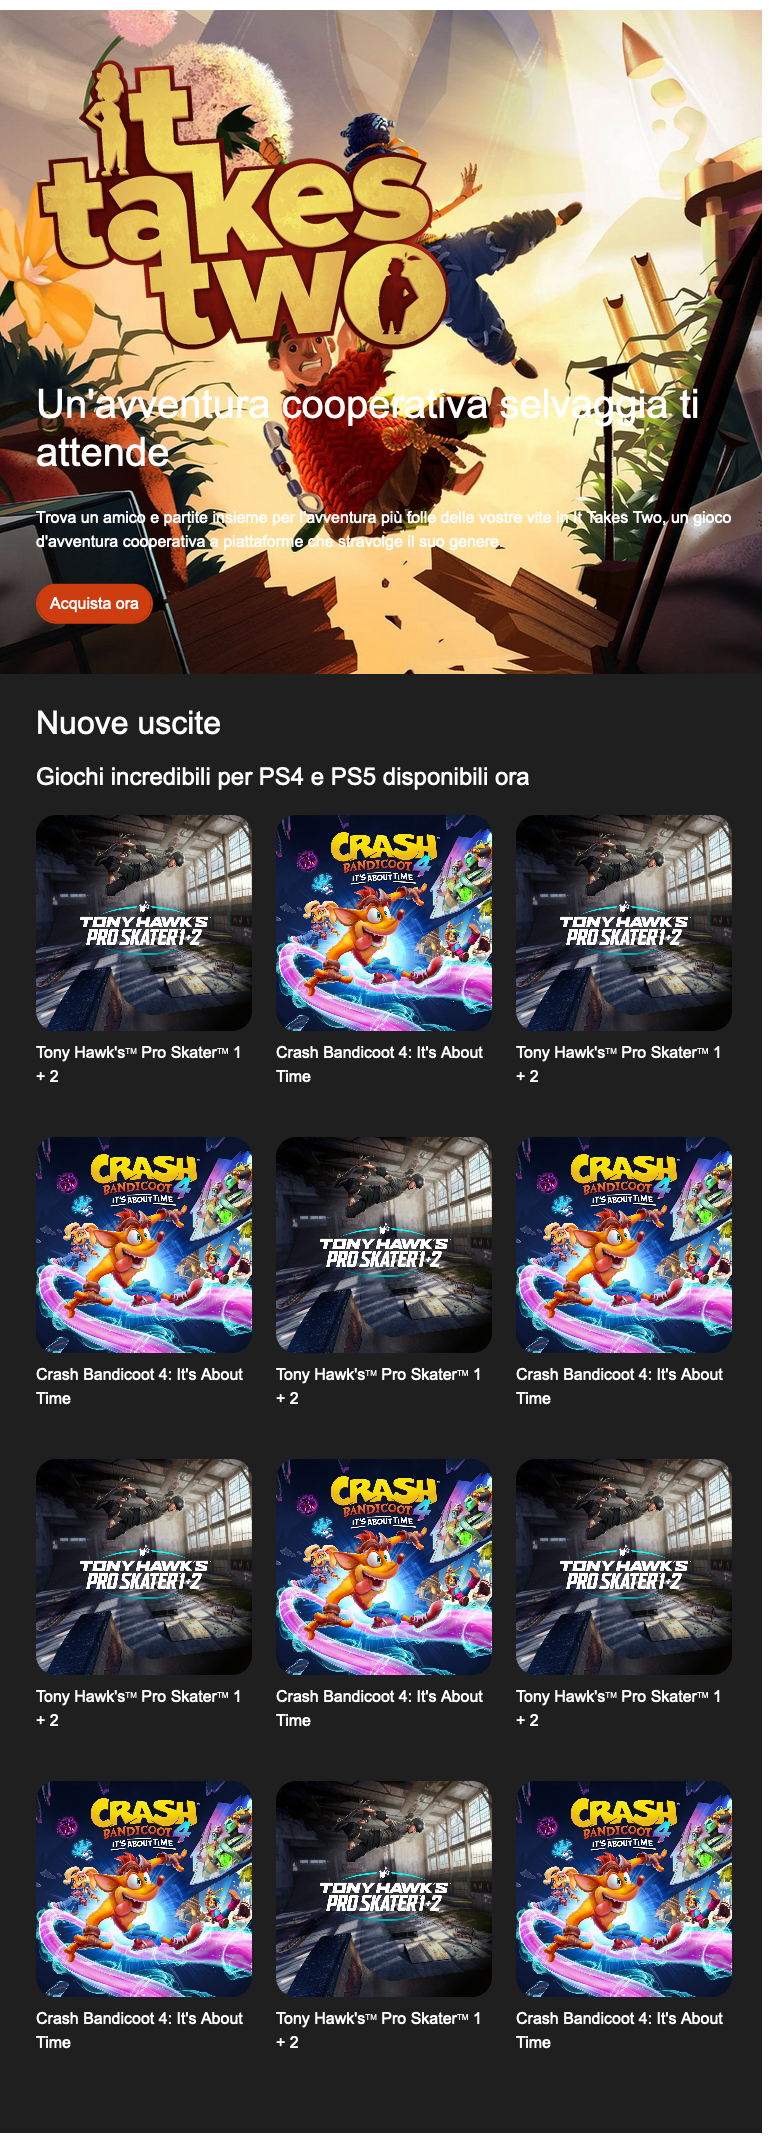 it
takes
two
Un'avventura cooperativa selvaggia ti
attende
Trova un amico e partite insieme per l'avventura più folle delle vostre vite in It Takes Two, un gioco
d'avventura cooperativa a piattaforme che stravolge il suo genere.
Acquista ora
Nuove uscite
Giochi incredibili per PS4 e PS5 disponibili ora
TONY HAWK'S
PRO SKATER 1+2
CRASH
BANDICOOT 4
IT'S ABOUT TIME
TONY HAWK'S
PRO SKATER 1+2
Tony Hawk's™ Pro Skater™ 1
+ 2
Crash Bandicoot 4: It's About
Time
Tony Hawk's™ Pro Skater™ 1
+ 2
CRASH
BANDICOOT 4
IT'S ABOUT TIME
TONY HAWK'S
PRO SKATER 1+2
CRASH
BANDICOOT 4
IT'S ABOUT TIME
Crash Bandicoot 4: It's About
Time
Tony Hawk's™ Pro Skater™ 1
+ 2
Crash Bandicoot 4: It's About
Time
TONY HAWK'S
PRO SKATER 1+2
CRASH
BANDICOOT 4
IT'S ABOUT TIME
TONY HAWK'S
PRO SKATER 1+2
Tony Hawk's™ Pro Skater™ 1
+ 2
Crash Bandicoot 4: It's About
Time
Tony Hawk's™ Pro Skater™ 1
+ 2
CRASH
BANDICOOT 4
IT'S ABOUT TIME
TONY HAWK'S
PRO SKATER 1+2
CRASH
BANDICOOT 4
IT'S ABOUT TIME
Crash Bandicoot 4: It's About
Time
Tony Hawk's™ Pro Skater™ 1
+ 2
Crash Bandicoot 4: It's About
Time